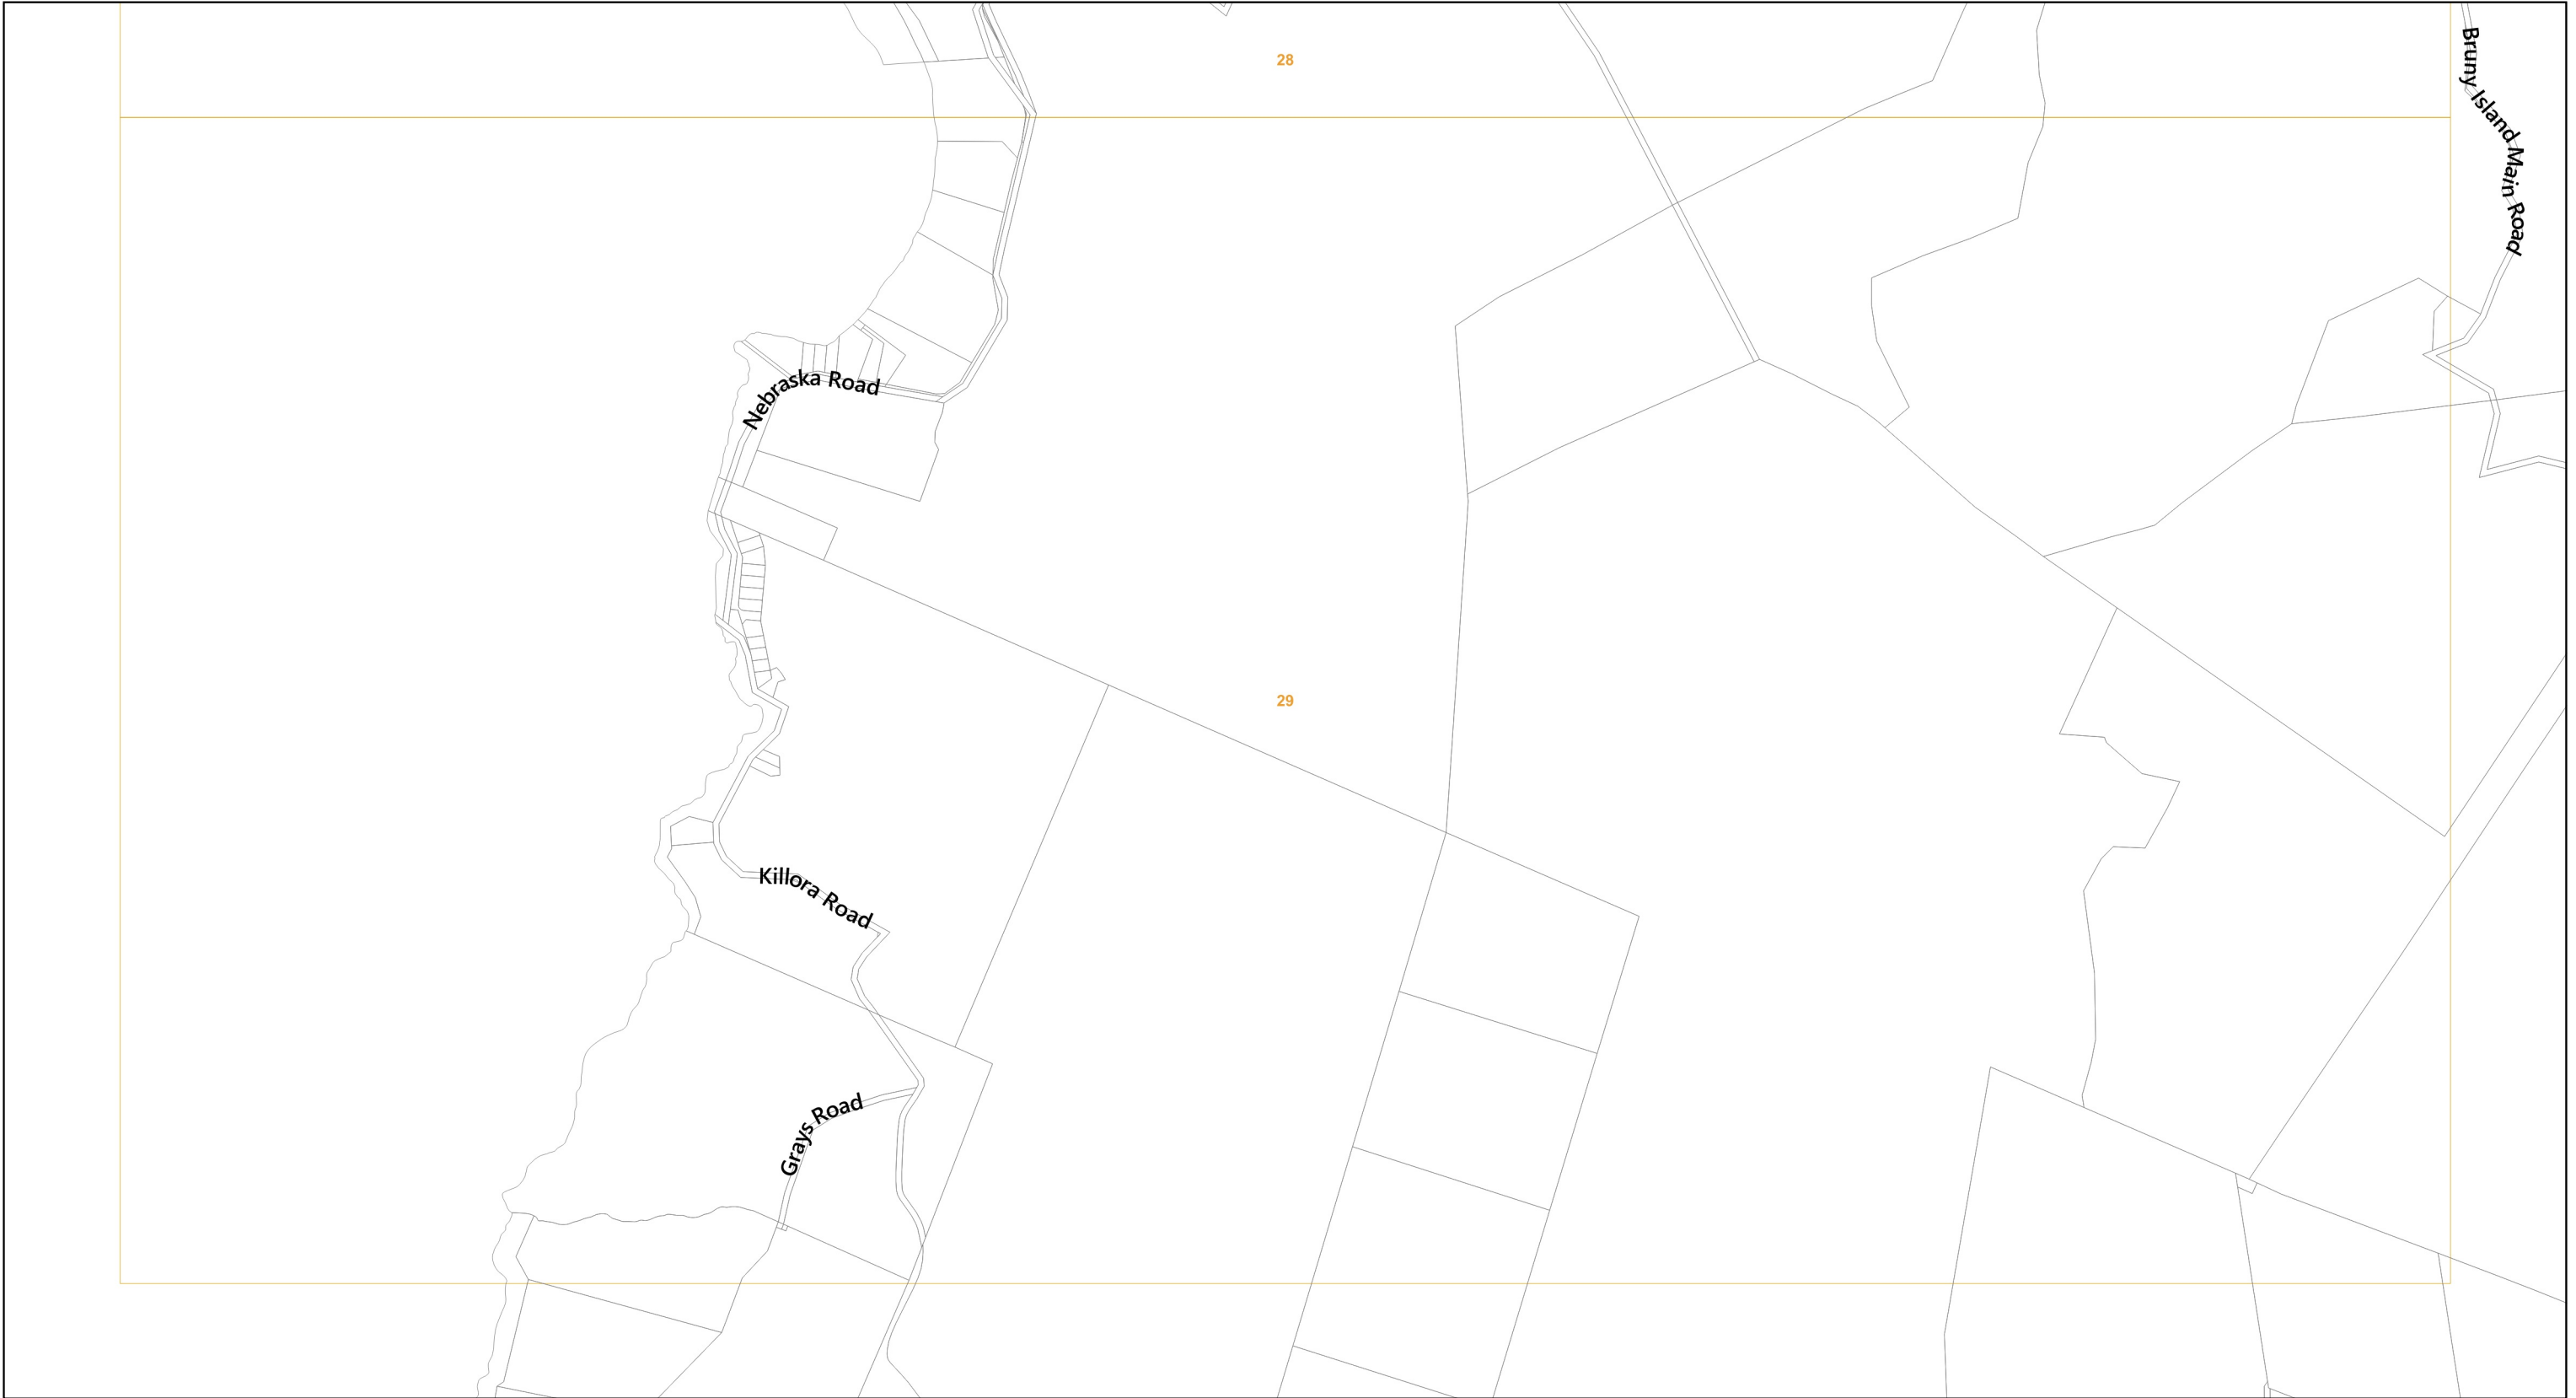 28
Bruny Island Main Road
Nebraska Road
29
Killora Road
Grays Road